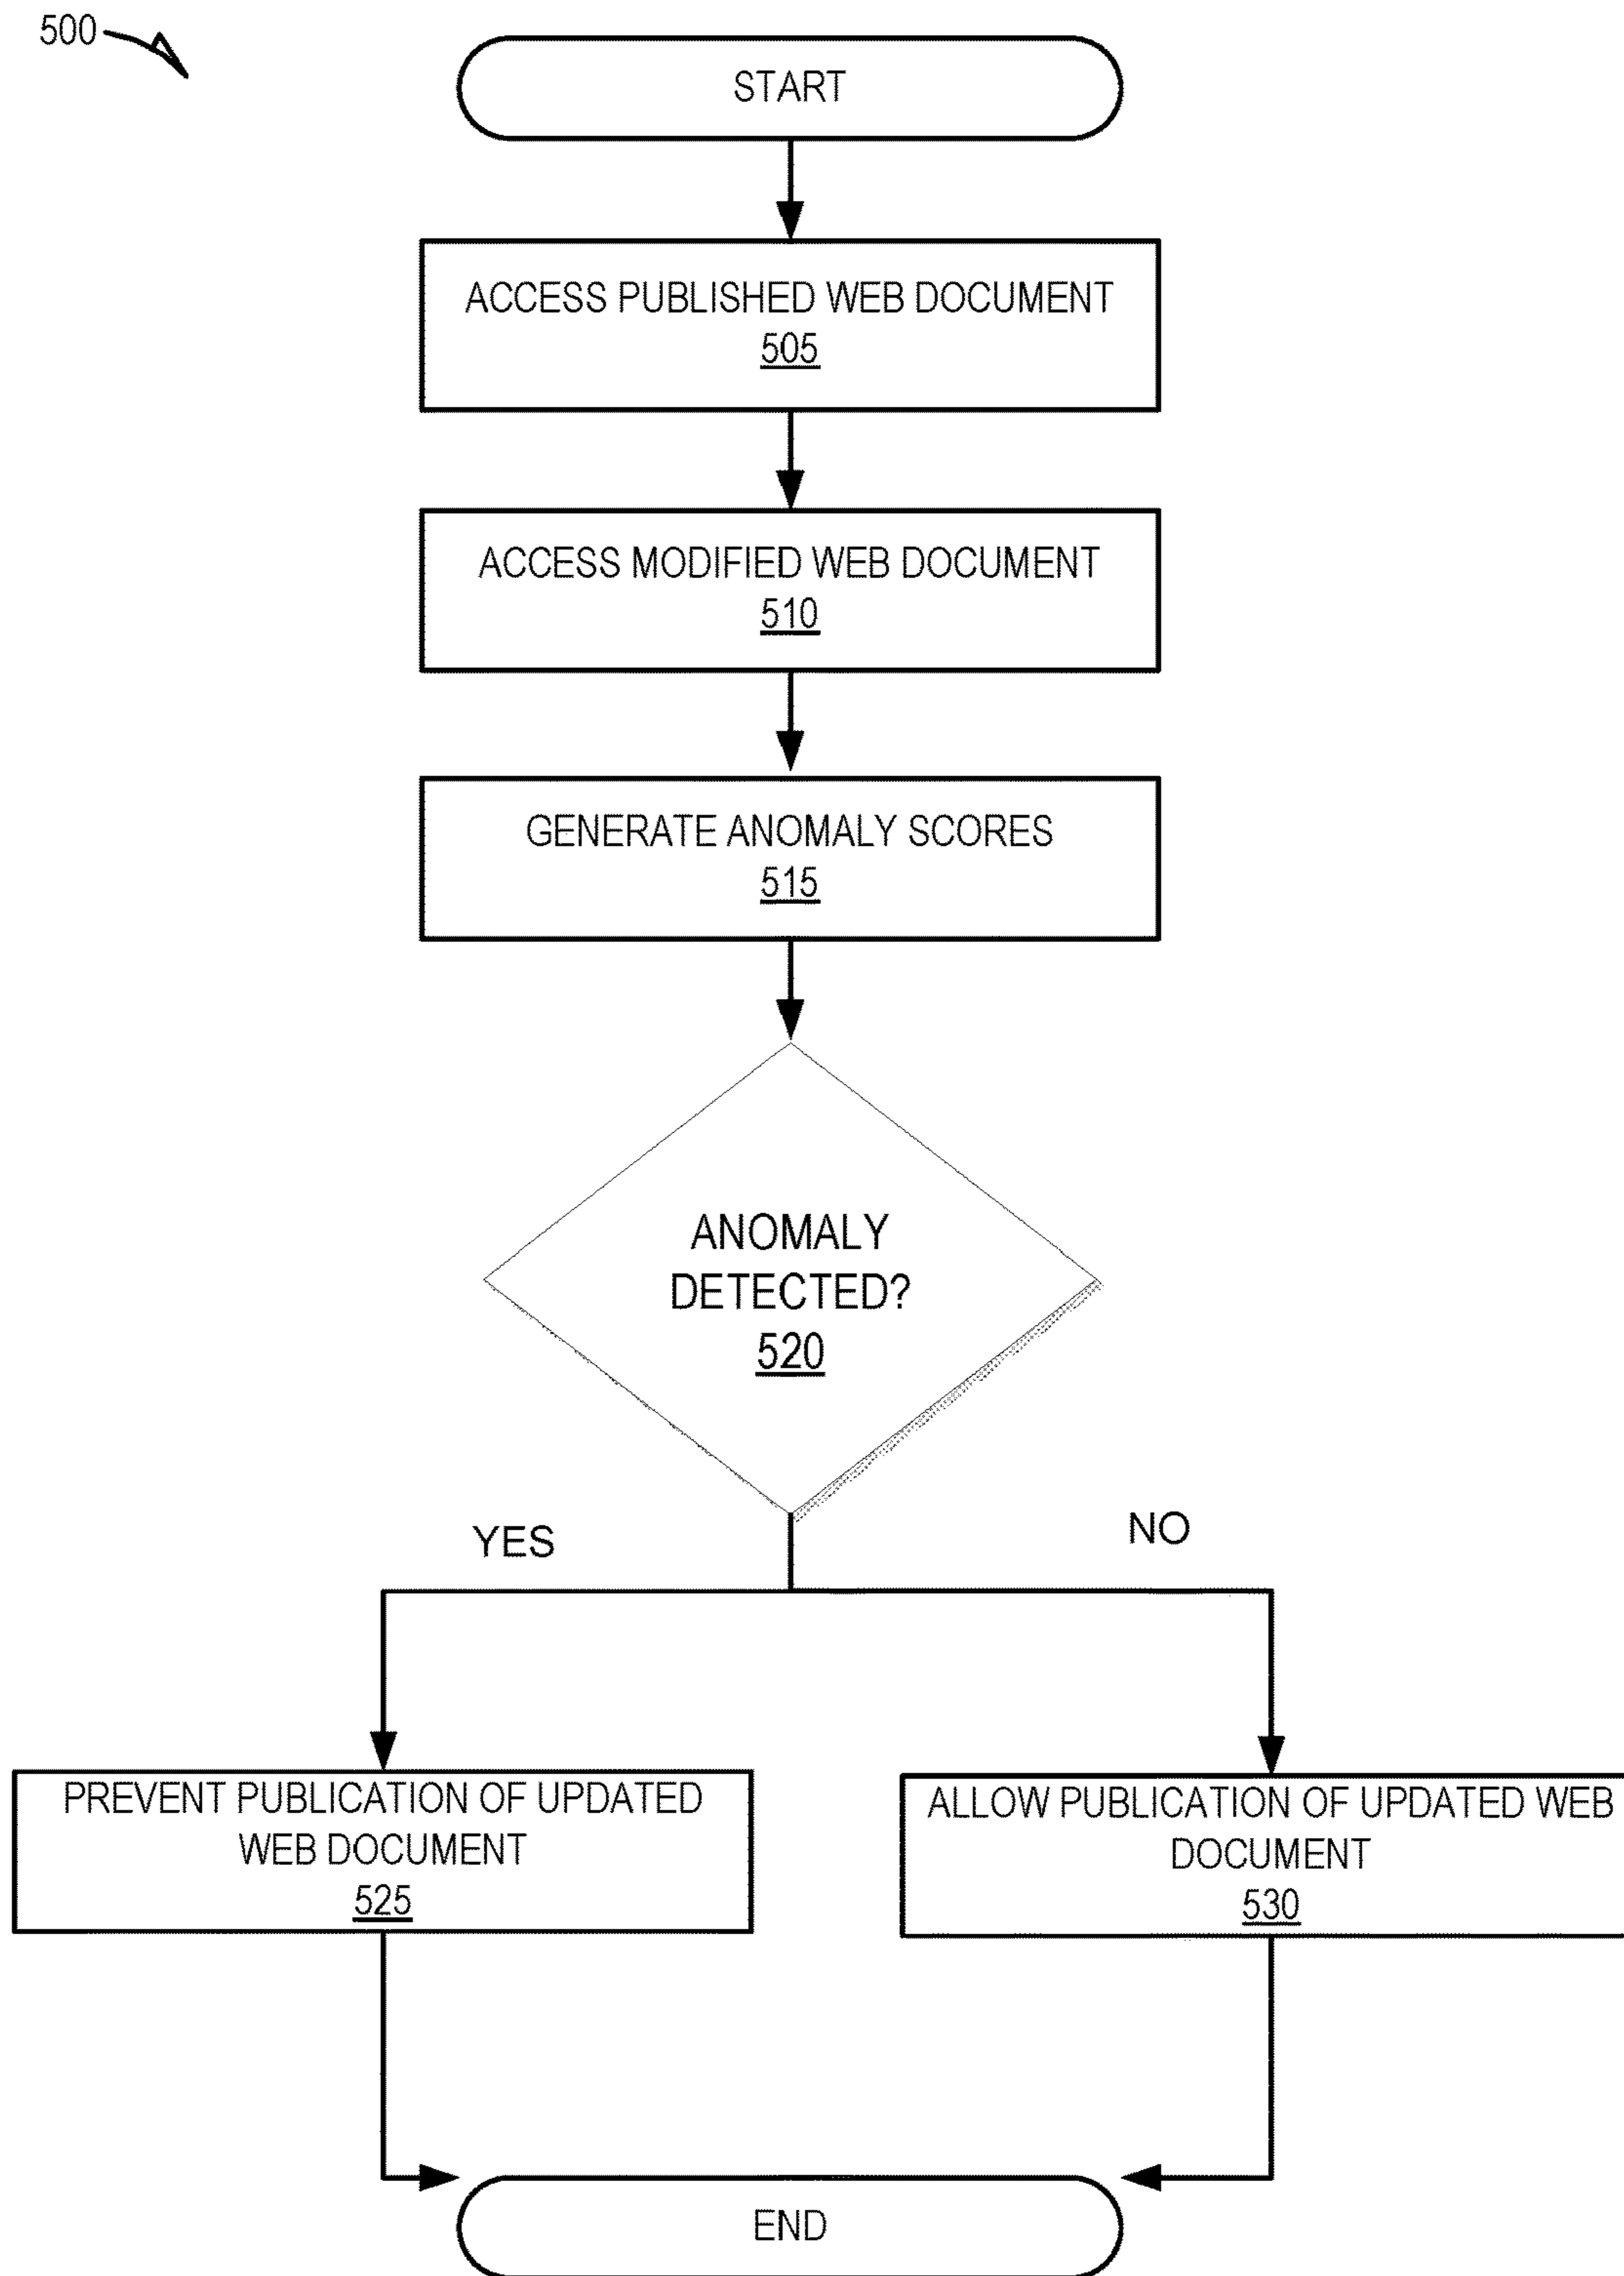 500
START
ACCESS PUBLISHED WEB DOCUMENT
505
ACCESS MODIFIED WEB DOCUMENT
510
GENERATE ANOMALY SCORES
515
ANOMALY
DETECTED?
520
YES
NO
PREVENT PUBLICATION OF UPDATED
WEB DOCUMENT
525
ALLOW PUBLICATION OF UPDATED WEB
DOCUMENT
530
END